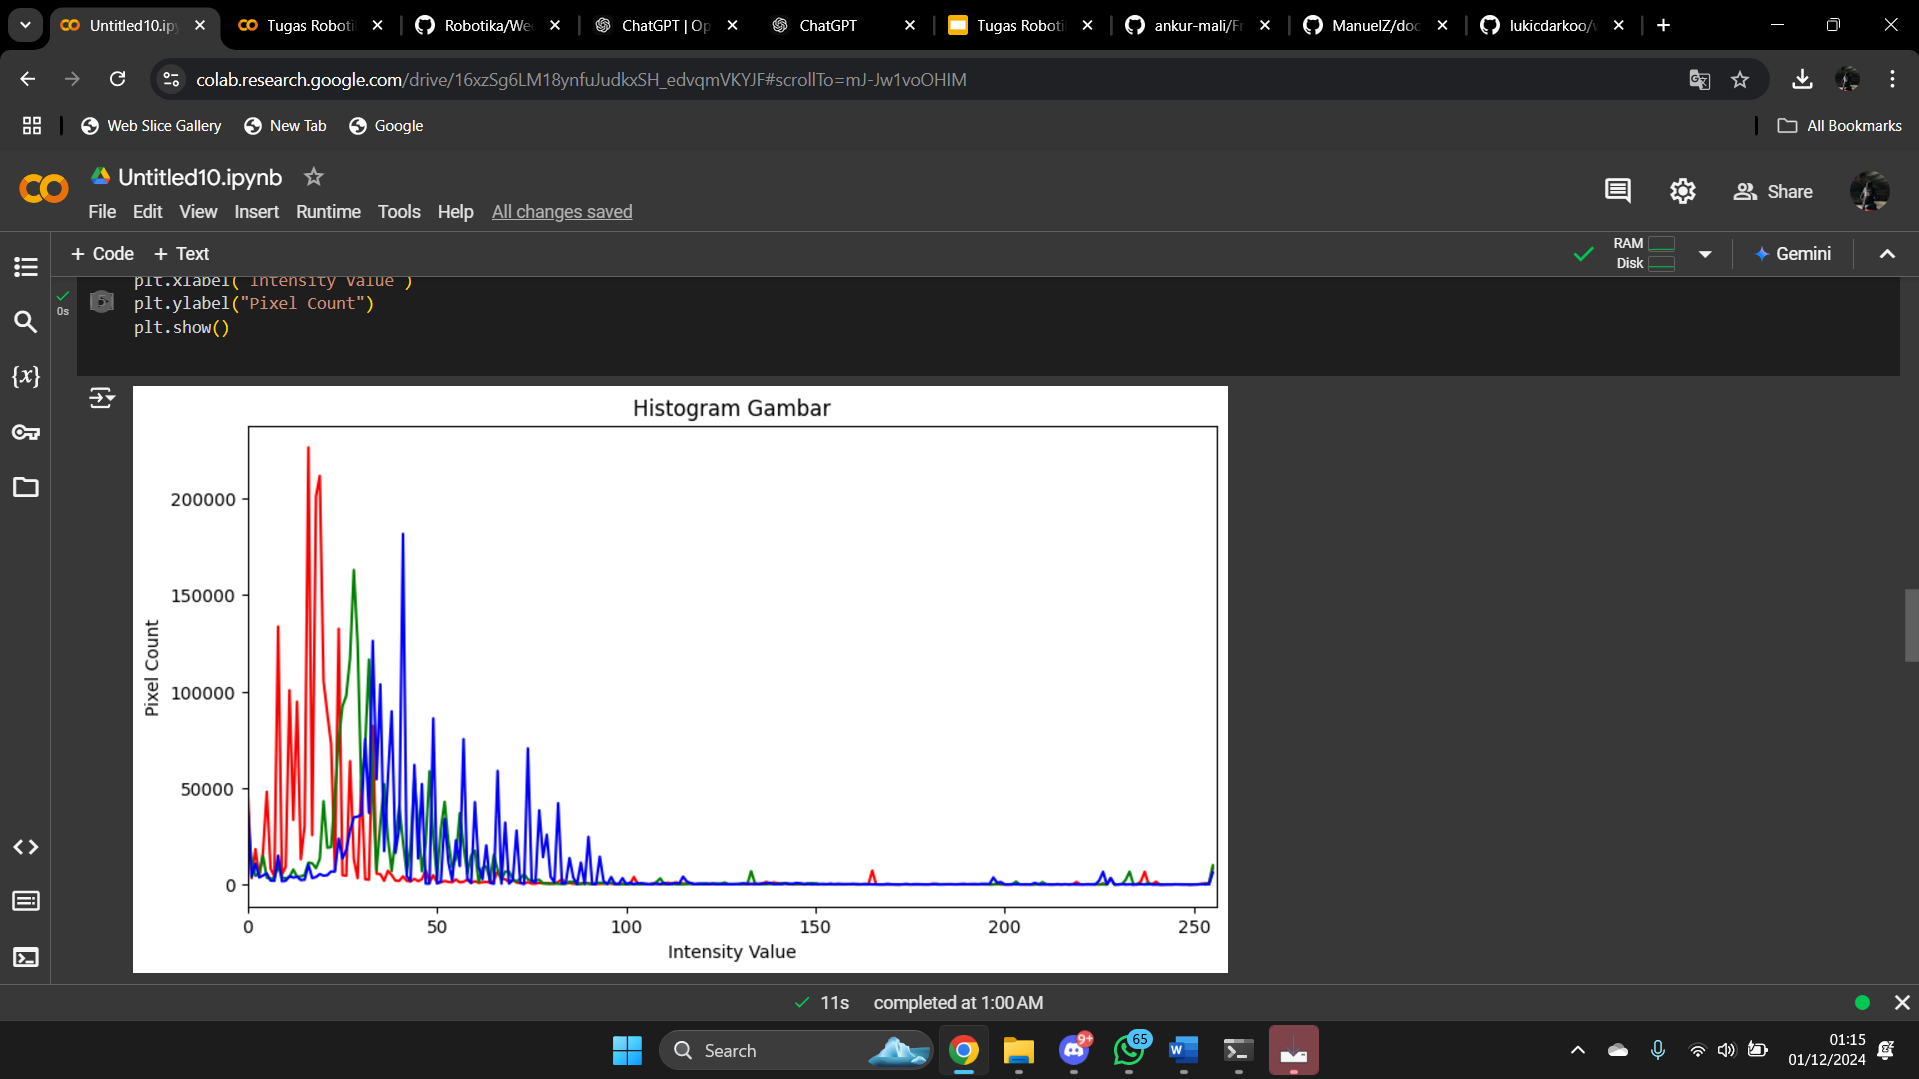 Untitled10.ip
Tugas Roboti
Robotika/We
ChatGPT | Op
ChatGPT
Tugas Roboti
ankur-mali/Fr
ManuelZ/doc
lukicdarkoo/
colab.research.google.com/drive/16xzSg6LM18ynfuJudkxSH_edvqmVKYJF#scrollTo=mJ-Jw1voOHIM
Web Slice Gallery
New Tab
Google
All Bookmarks
Untitled10.ipynb
Share
File Edit View Insert Runtime Tools Help All changes saved
+ Code + Text
RAM
Disk
Gemini
plt.xlabel("Intensity Value")
0s
plt.ylabel("Pixel Count")
plt.show()
{x}
Histogram Gambar
200000
150000
100000
50000
0
Pixel Count
0 50 100 150 200 250
Intensity Value
11s completed at 1:00 AM
Search
9+
65
01:15
01/12/2024